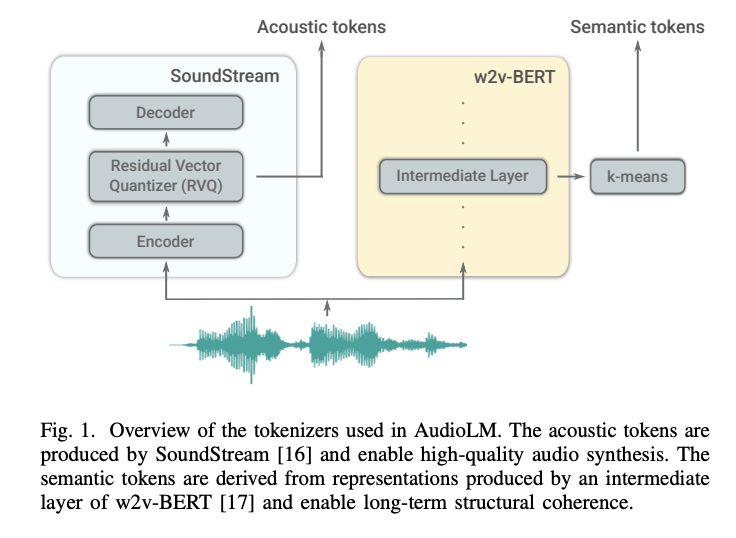 Acoustic tokens
Semantic tokens
SoundStream
w2v-BERT
Decoder
Residual Vector
Quantizer (RVQ)
Intermediate Layer
k-means
Encoder
Fig. 1. Overview of the tokenizers used in AudioLM. The acoustic tokens are
produced by SoundStream [16] and enable high-quality audio synthesis. The
semantic tokens are derived from representations produced by an intermediate
layer of w2v-BERT [17] and enable long-term structural coherence.